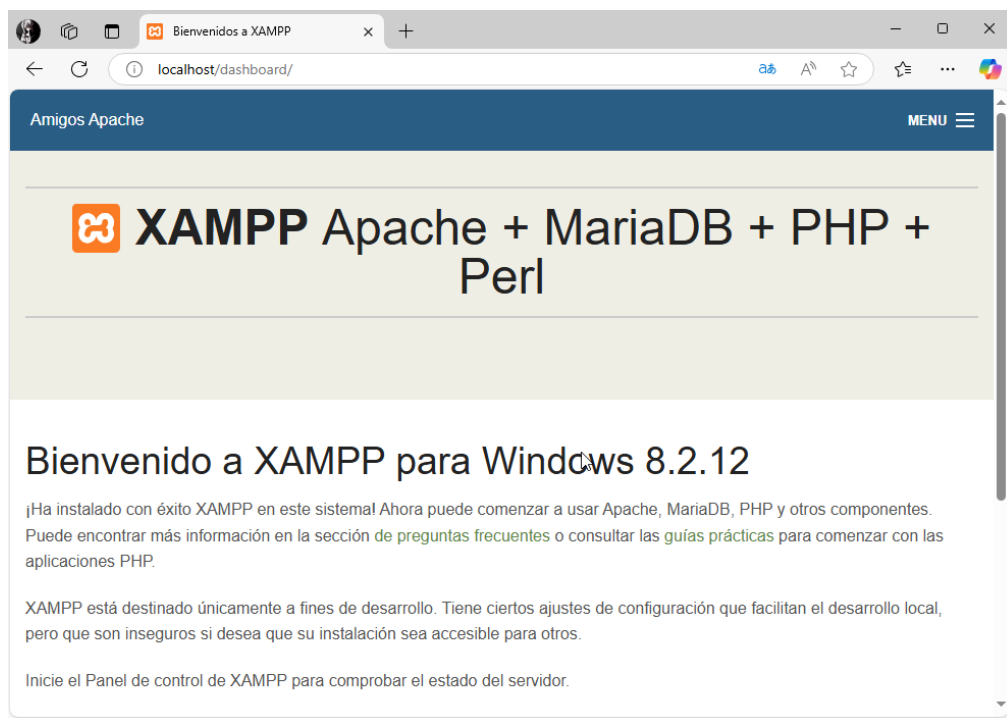 Bienvenidos a XAMPP
localhost/dashboard/
Amigos Apache
MENU
XAMPP Apache + MariaDB + PHP +
Perl
Bienvenido a XAMPP para Windows 8.2.12
¡Ha instalado con éxito XAMPP en este sistema! Ahora puede comenzar a usar Apache, MariaDB, PHP y otros componentes.
Puede encontrar más información en la sección de preguntas frecuentes o consultar las guías prácticas para comenzar con las
aplicaciones PHP.
XAMPP está destinado únicamente a fines de desarrollo. Tiene ciertos ajustes de configuración que facilitan el desarrollo local,
pero que son inseguros si desea que su instalación sea accesible para otros.
Inicie el Panel de control de XAMPP para comprobar el estado del servidor.